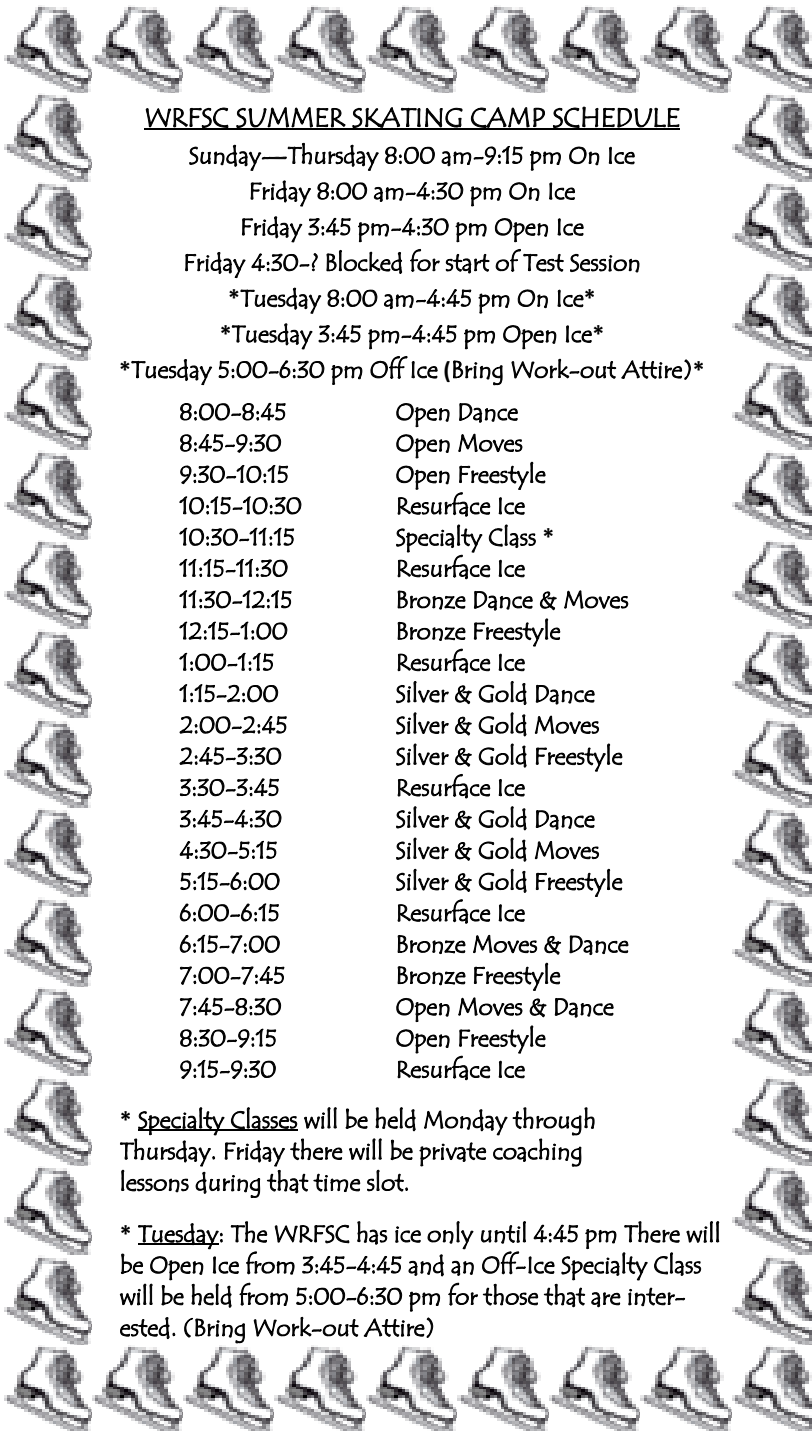 WRFSC SUMMER SKATING CAMP SCHEDULE
Sunday—Thursday 8:00 am-9:15 pm On Ice
Friday 8:00 am-4:30 pm On Ice
Friday 3:45 pm-4:30 pm Open Ice
Friday 4:30-? Blocked for start of Test Session
*Tuesday 8:00 am-4:45 pm On Ice*
*Tuesday 3:45 pm-4:45 pm Open Ice*
*Tuesday 5:00-6:30 pm Off Ice (Bring Work-out Attire)*
8:00-8:45 Open Dance
8:45-9:30 Open Moves
9:30-10:15 Open Freestyle
10:15-10:30 Resurface Ice
10:30-11:15 Specialty Class *
11:15-11:30 Resurface Ice
11:30-12:15 Bronze Dance & Moves
12:15-1:00 Bronze Freestyle
1:00-1:15 Resurface Ice
1:15-2:00 Silver & Gold Dance
2:00-2:45 Silver & Gold Moves
2:45-3:30 Silver & Gold Freestyle
3:30-3:45 Resurface Ice
3:45-4:30 Silver & Gold Dance
4:30-5:15 Silver & Gold Moves
5:15-6:00 Silver & Gold Freestyle
6:00-6:15 Resurface Ice
6:15-7:00 Bronze Moves & Dance
7:00-7:45 Bronze Freestyle
7:45-8:30 Open Moves & Dance
8:30-9:15 Open Freestyle
9:15-9:30 Resurface Ice
* Specialty Classes will be held Monday through
Thursday. Friday there will be private coaching
lessons during that time slot.
* Tuesday: The WRFSC has ice only until 4:45 pm There will
be Open Ice from 3:45-4:45 and an Off-Ice Specialty Class
will be held from 5:00-6:30 pm for those that are inter-
ested. (Bring Work-out Attire)